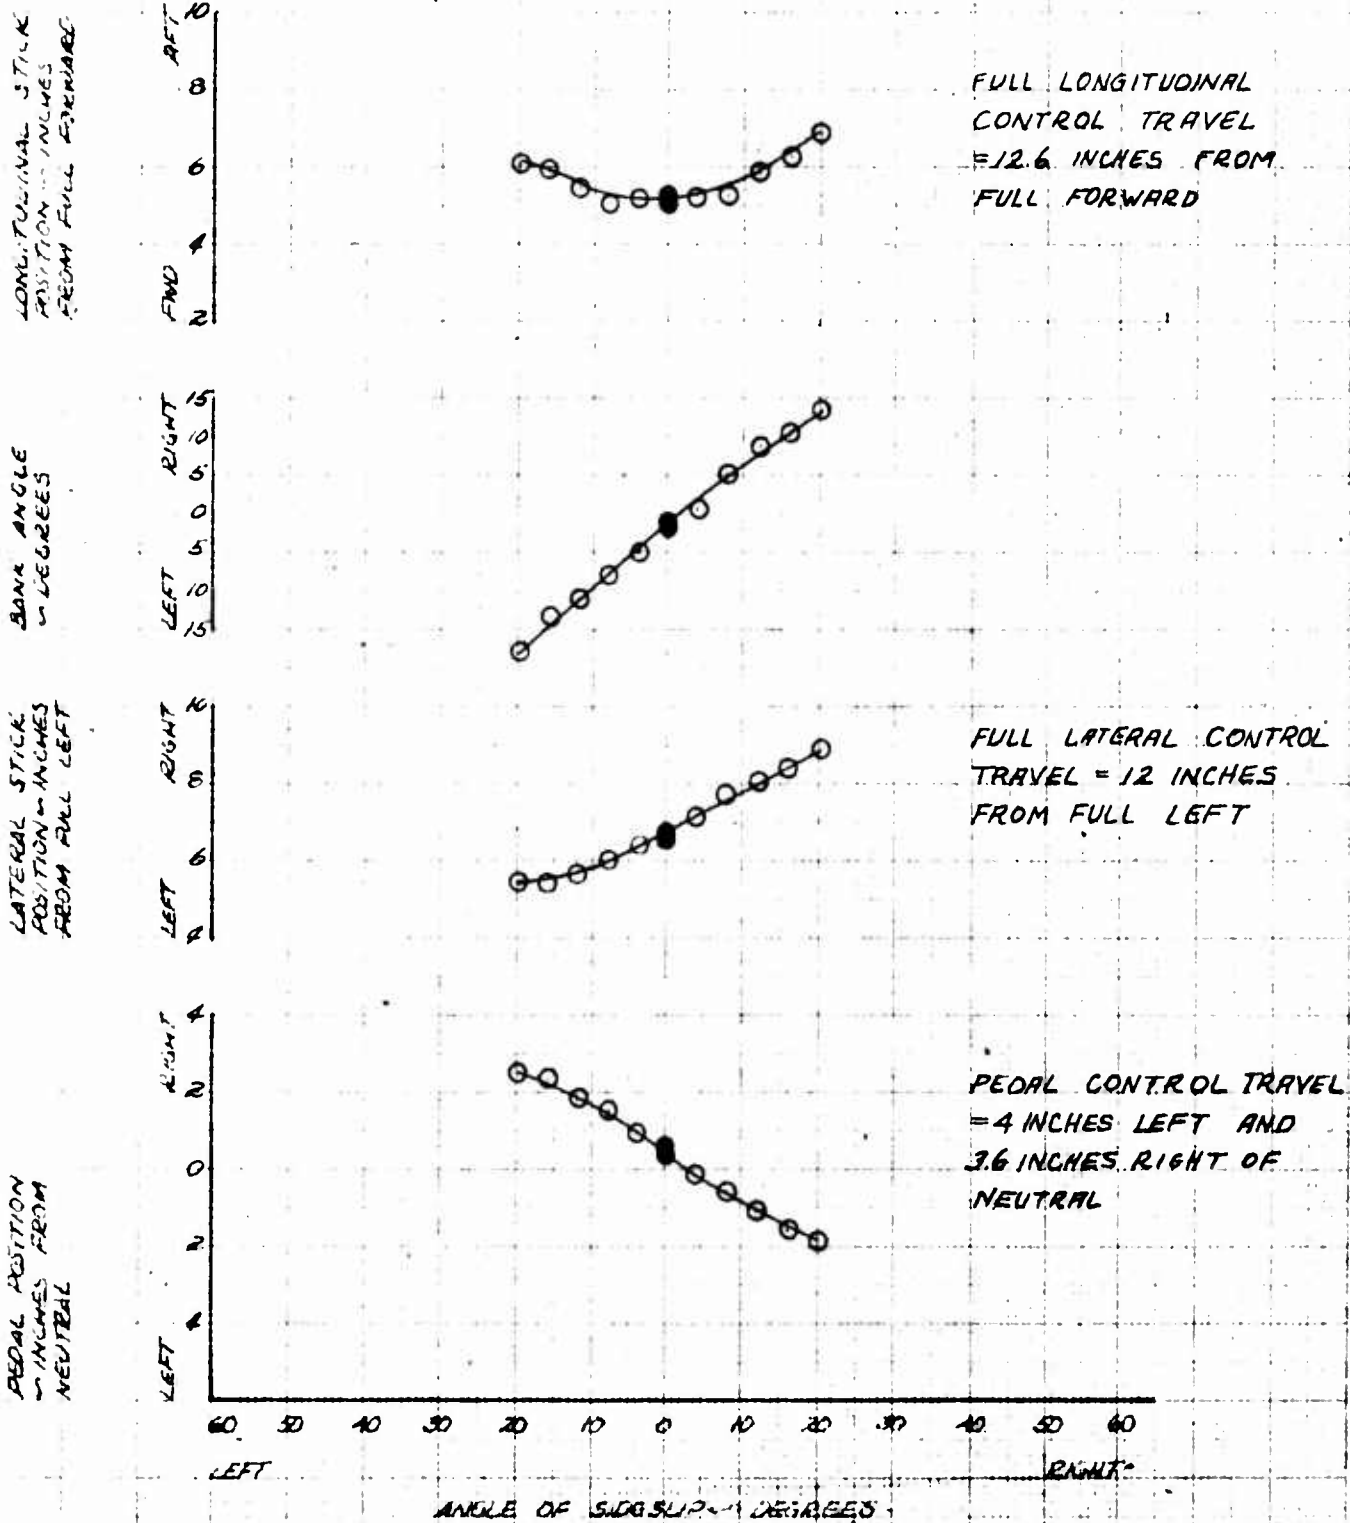 LONGITUDINAL STICK
POSITION ~ INCHES
FROM FULL FORWARD
AFT
FWD
10
8
6
4
2
FULL LONGITUDINAL
CONTROL TRAVEL
=12.6 INCHES FROM
FULL FORWARD
BANK ANGLE
~ DEGREES
RIGHT
LEFT
15
10
5
0
5
10
15
LATERAL STICK
POSITION ~ INCHES
FROM FULL LEFT
RIGHT
LEFT
10
8
6
4
FULL LATERAL CONTROL
TRAVEL = 12 INCHES
FROM FULL LEFT
PEDAL POSITION
~ INCHES FROM
NEUTRAL
RIGHT
LEFT
4
2
0
2
4
PEDAL CONTROL TRAVEL
=4 INCHES LEFT AND
3.6 INCHES RIGHT OF
NEUTRAL
60 50 40 30 20 10 0 10 20 30 40 50 60
LEFT RIGHT
ANGLE OF SIDESLIP ~ DEGREES